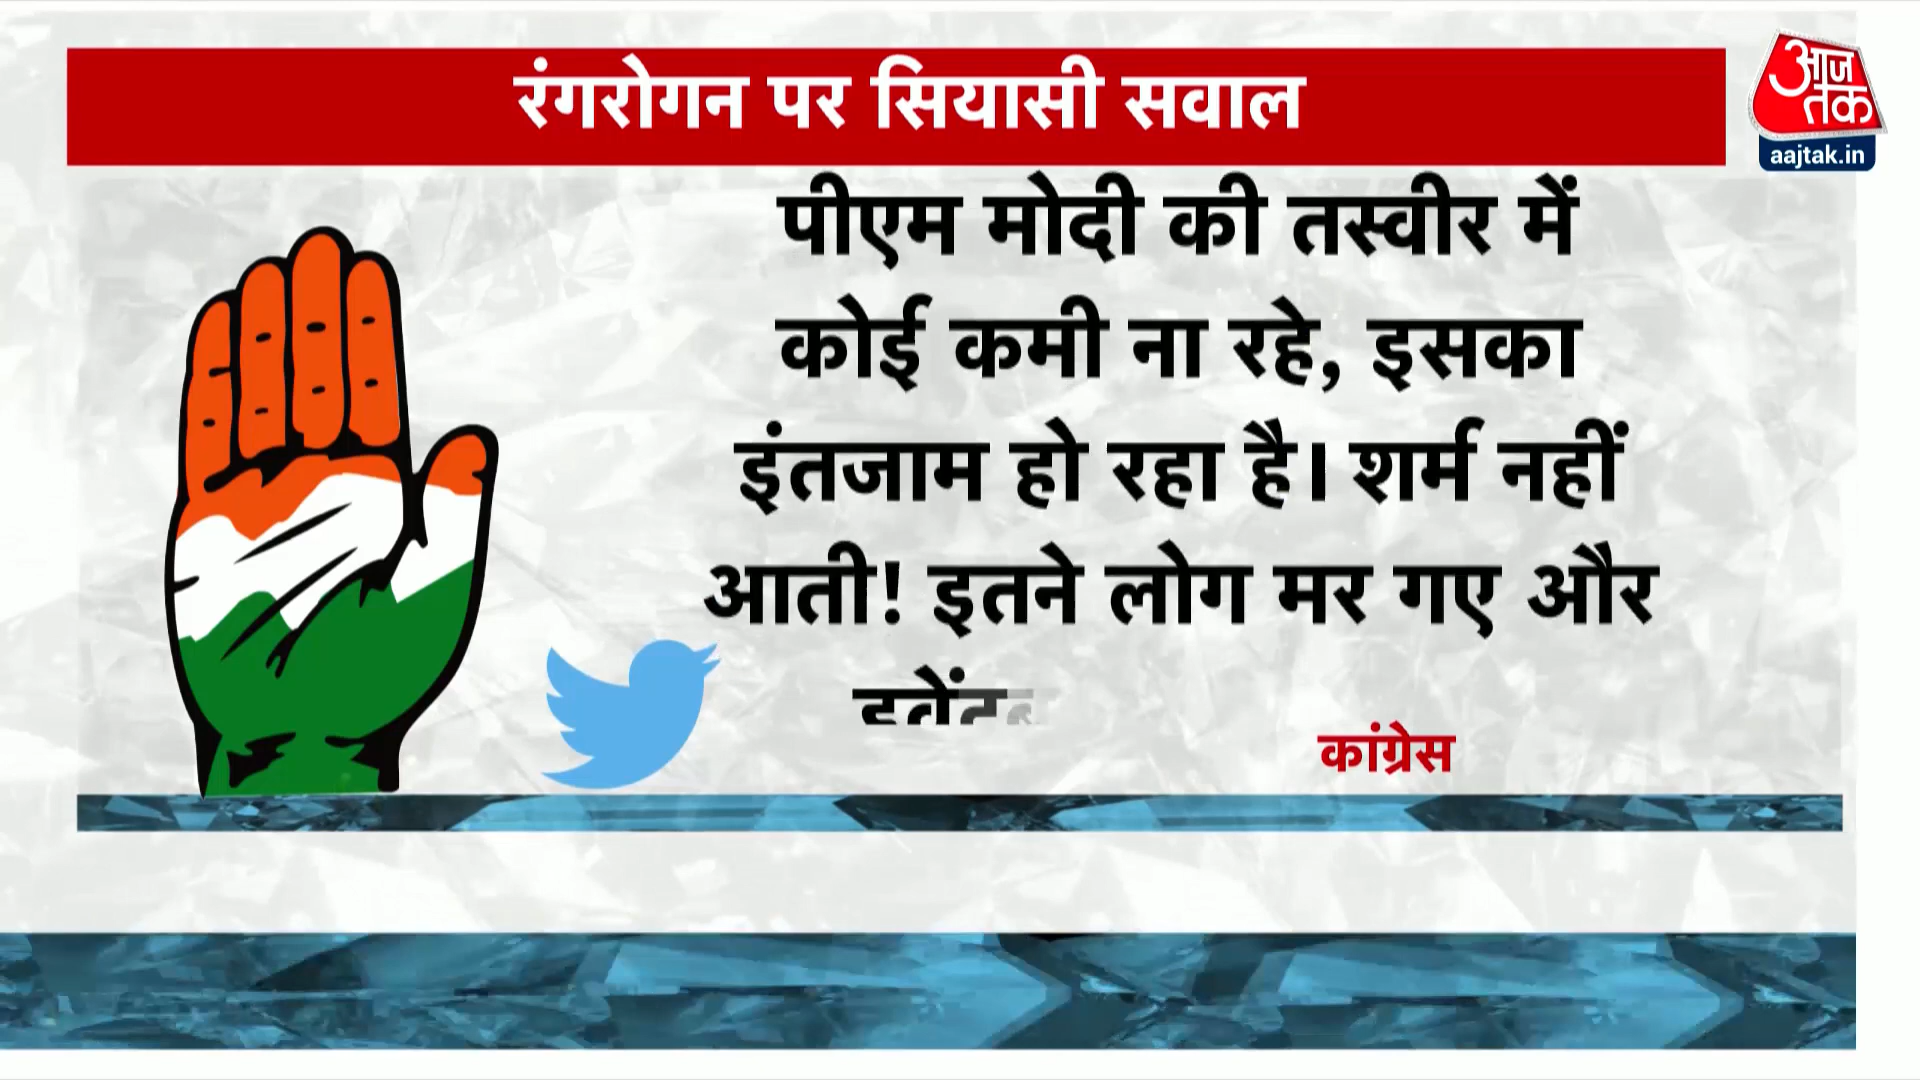 रंगरोगन पर सियासी सवाल
आज
तक
aajtak.in
पीएम मोदी की तस्वीर में
कोई कमी ना रहे, इसका
इंतजाम हो रहा है। शर्म नहीं
आती! इतने लोग मर गए और
कांग्रेस